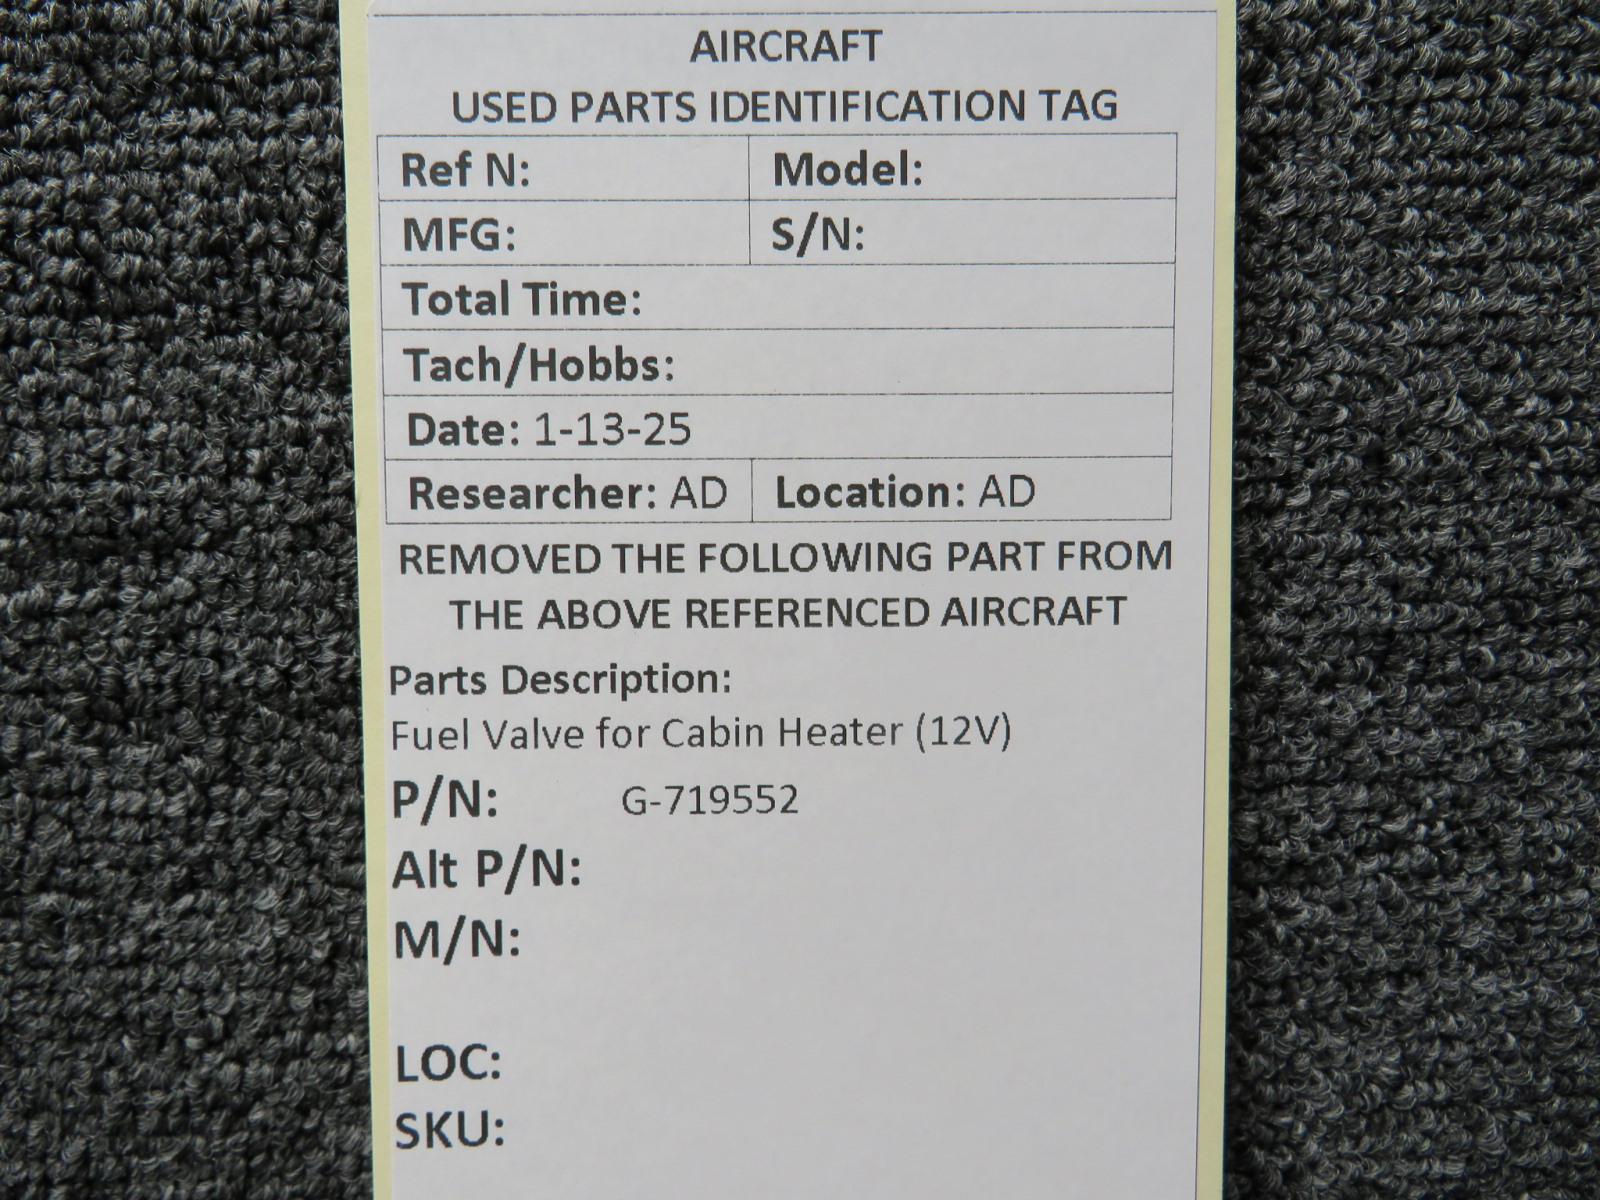 AIRCRAFT
USED PARTS IDENTIFICATION TAG
Ref N: Model:
MFG: S/N:
Total Time:
Tach/Hobbs:
Date: 1-13-25
Researcher: AD Location: AD
REMOVED THE FOLLOWING PART FROM
THE ABOVE REFERENCED AIRCRAFT
Parts Description:
Fuel Valve for Cabin Heater (12V)
P/N: G-719552
Alt P/N:
M/N:
LOC:
SKU: